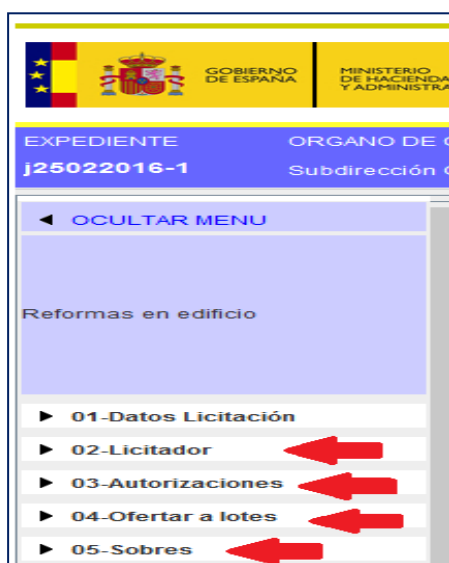 GOBIERNO
DE ESPAÑA
MINISTERIO
DE HACIENDA
Y ADMINISTRA
EXPEDIENTE
j25022016-1
ORGANO DE
Subdirección
OCULTAR MENU
Reformas en edificio
01-Datos Licitación
02-Licitador
03-Autorizaciones
04-Ofertar a lotes
05-Sobres